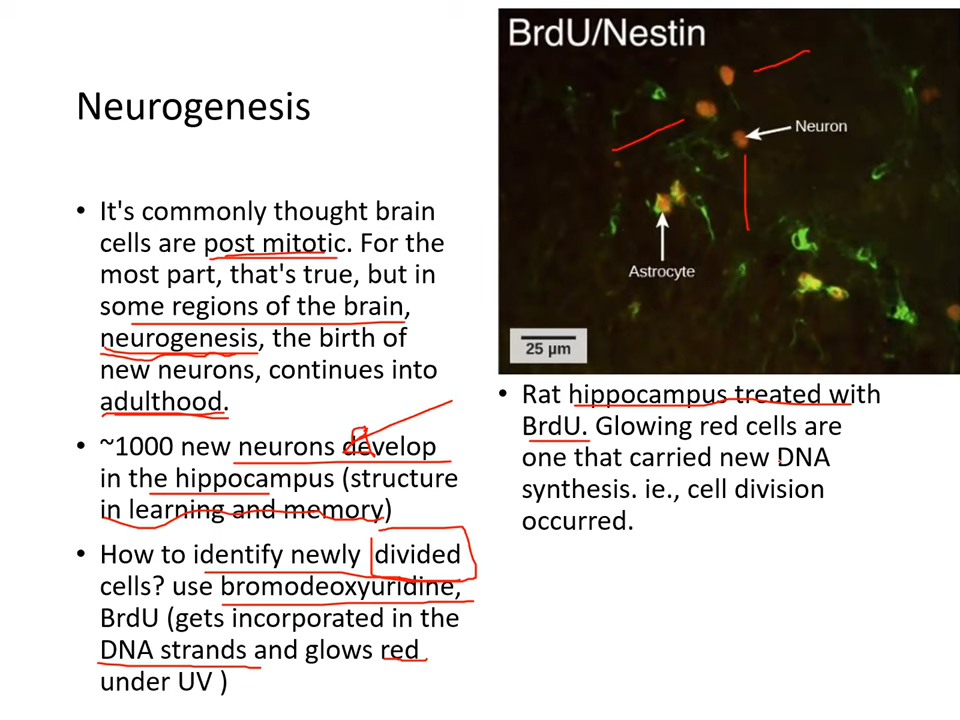 Neurogenesis
• It's commonly thought brain
cells are post mitotic. For the
most part, that's true, but in
some regions of the brain,
neurogenesis, the birth of
new neurons, continues into
adulthood.
• ~1000 new neurons develop
in the hippocampus (structure
in learning and memory)
• How to identify newly divided
cells? use bromodeoxyuridine,
BrdU (gets incorporated in the
DNA strands and glows red
under UV )
BrdU/Nestin
Neuron
Astrocyte
25 µm
• Rat hippocampus treated with
BrdU. Glowing red cells are
one that carried new DNA
synthesis. ie., cell division
occurred.